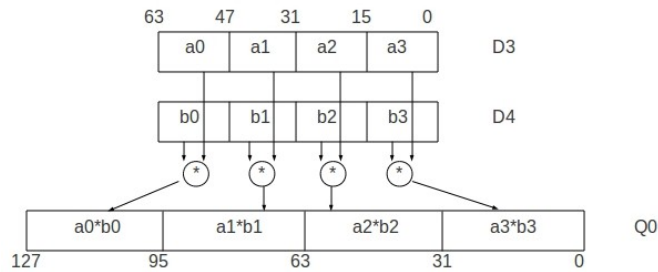 63 47 31 15 0
a0 a1 a2 a3 D3
b0 b1 b2 b3 D4
* * * *
a0*b0 a1*b1 a2*b2 a3*b3 Q0
127 95 63 31 0